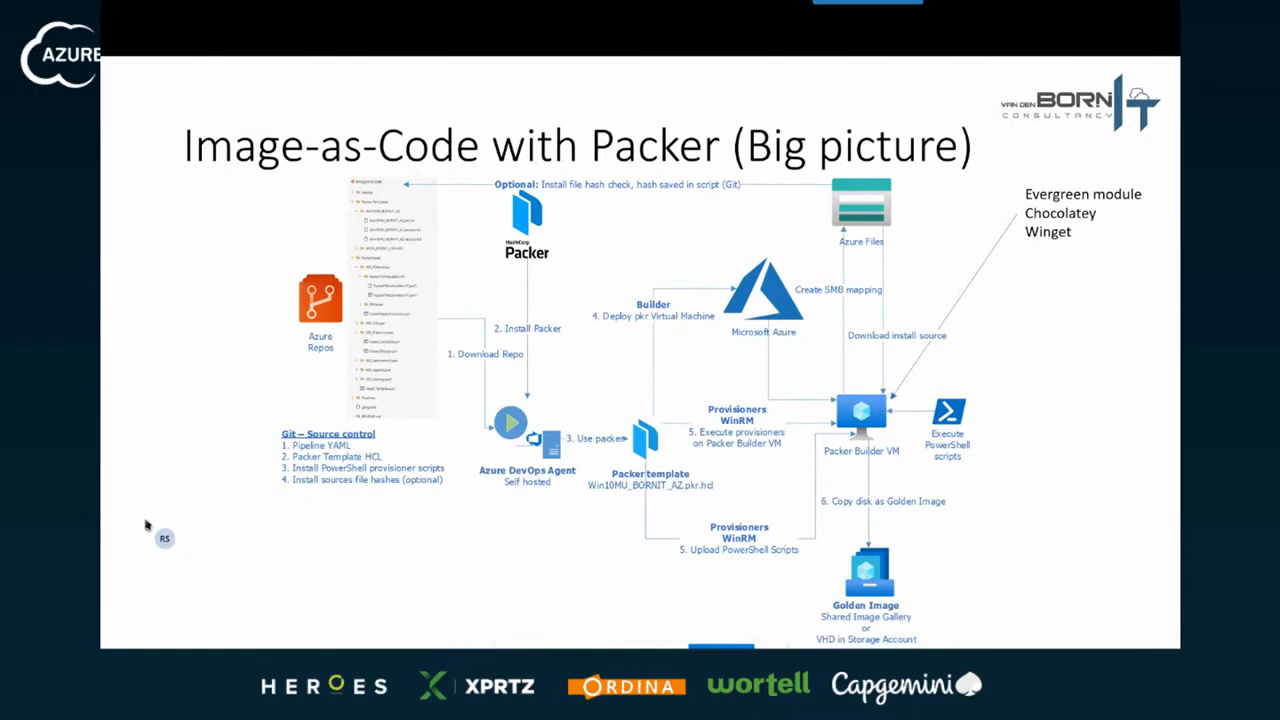 AZURE
VAN DEN BORN IT
CONSULTANCY
Image-as-Code with Packer (Big picture)
Optional: Install file hash check, hash saved in script (Git)
Evergreen module
Chocolatey
Winget
HashiCorp
Packer
Azure Files
Create SMB mapping
Builder
4. Deploy pkr Virtual Machine
Microsoft Azure
2. Install Packer
Azure
Repos
1. Download Repo
Download install source
Git – Source control
1. Pipeline YAML
2. Packer Template HCL
3. Install PowerShell provisioner scripts
4. Install sources file hashes (optional)
3. Use packer
Azure DevOps Agent
Self hosted
Packer template
Win10MU_BORNIT_AZ.pkr.hcl
Provisioners
WinRM
5. Execute provisioners
on Packer Builder VM
Packer Builder VM
Execute
PowerShell
scripts
6. Copy disk as Golden Image
Provisioners
WinRM
5. Upload PowerShell Scripts
RS
Golden Image
Shared Image Gallery
or
VHD in Storage Account
HEROES
XPRTZ
ORDINA
wortell
Capgemini